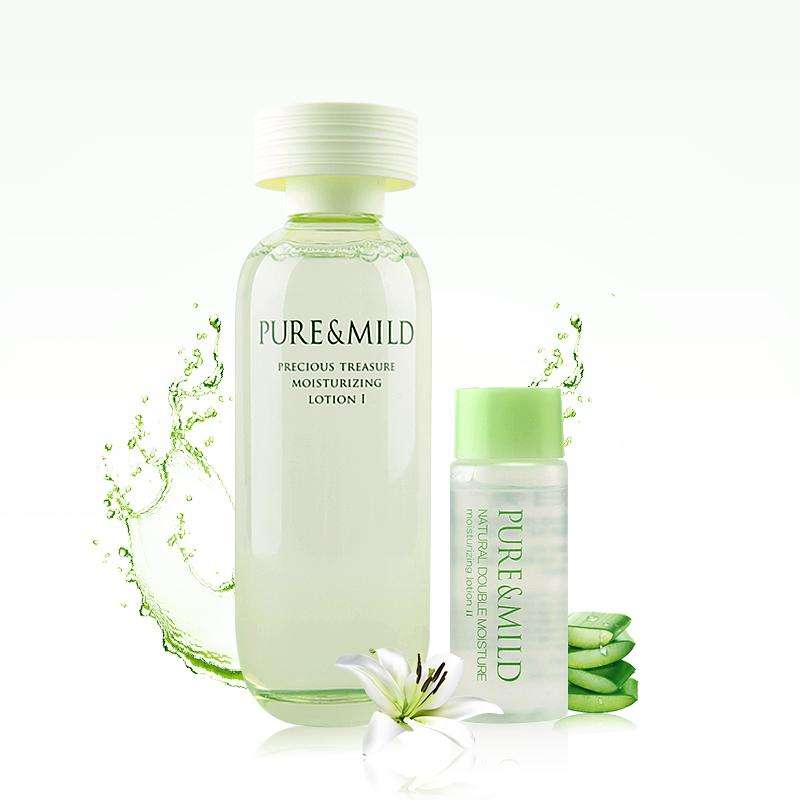 PURE&MILD
PRECIOUS TREASURE
MOISTURIZING
LOTION I
PURE&MILD
NATURAL DOUBLE MOISTURE
moisturizing lotion II